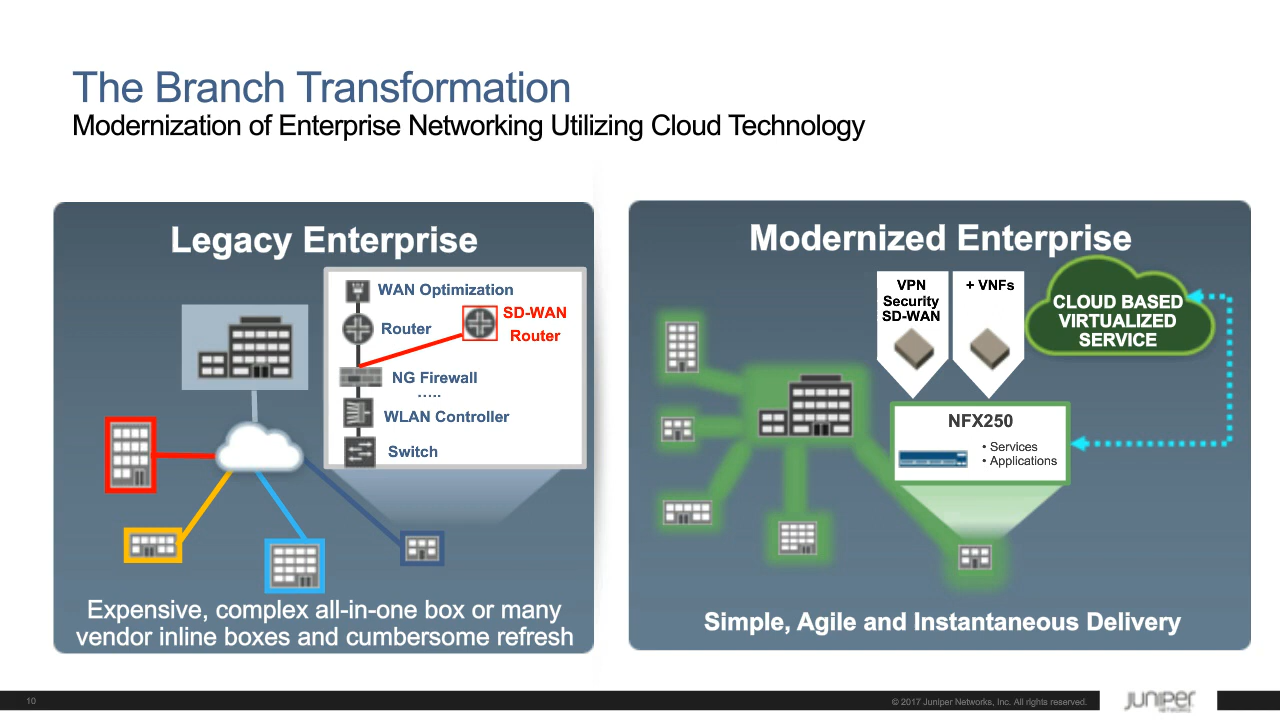 The Branch Transformation
Modernization of Enterprise Networking Utilizing Cloud Technology
Legacy Enterprise
WAN Optimization
Router
SD-WAN
Router
NG Firewall
.....
WLAN Controller
Switch
Expensive, complex all-in-one box or many
vendor inline boxes and cumbersome refresh
Modernized Enterprise
VPN
Security
SD-WAN
+ VNFs
CLOUD BASED
VIRTUALIZED
SERVICE
NFX250
• Services
• Applications
Simple, Agile and Instantaneous Delivery
10
© 2017 Juniper Networks, Inc. All rights reserved.
JUNIPER
NETWORKS